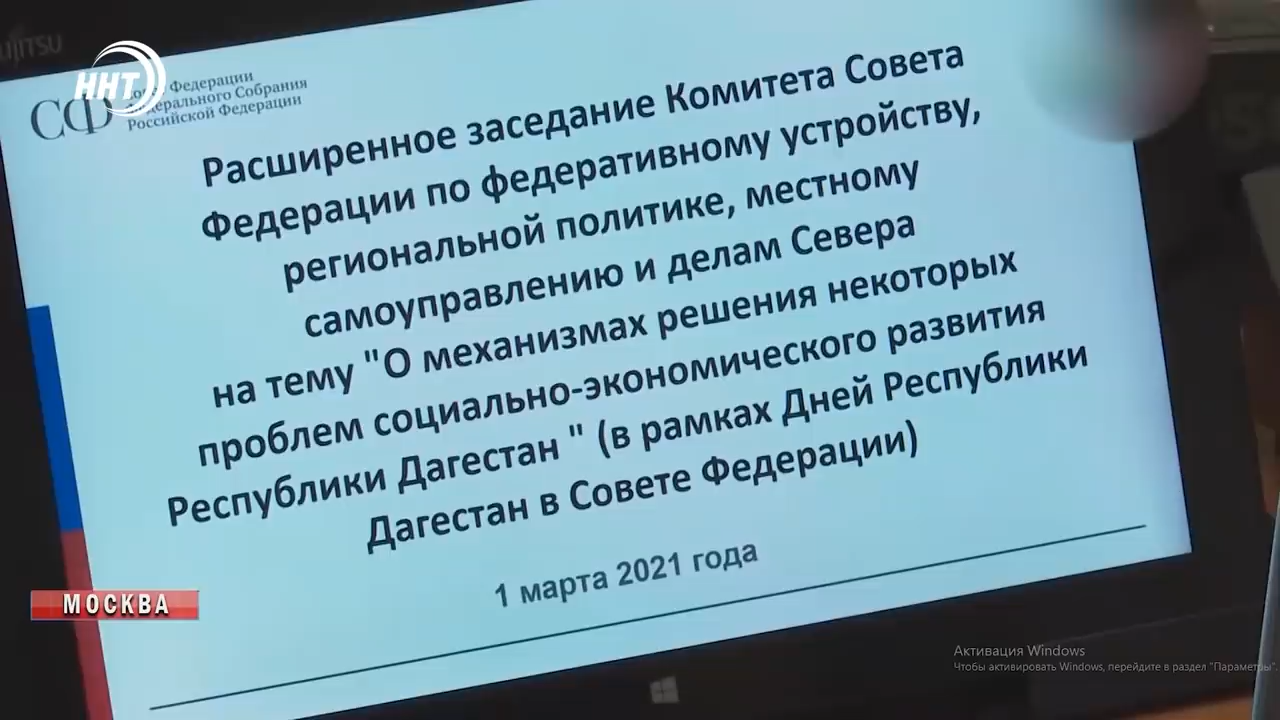 ННТ
СФ
Федерации
Собрания
Российской Федерации
Расширенное заседание Комитета Совета
Федерации по федеративному устройству,
региональной политике, местному
самоуправлению и делам Севера
на тему "О механизмах решения некоторых
проблем социально-экономического развития
Республики Дагестан " (в рамках Дней Республики
Дагестан в Совете Федерации)
1 марта 2021 года
МОСКВА
Активация Windows
Чтобы активировать Windows, перейдите в раздел "Параметры".